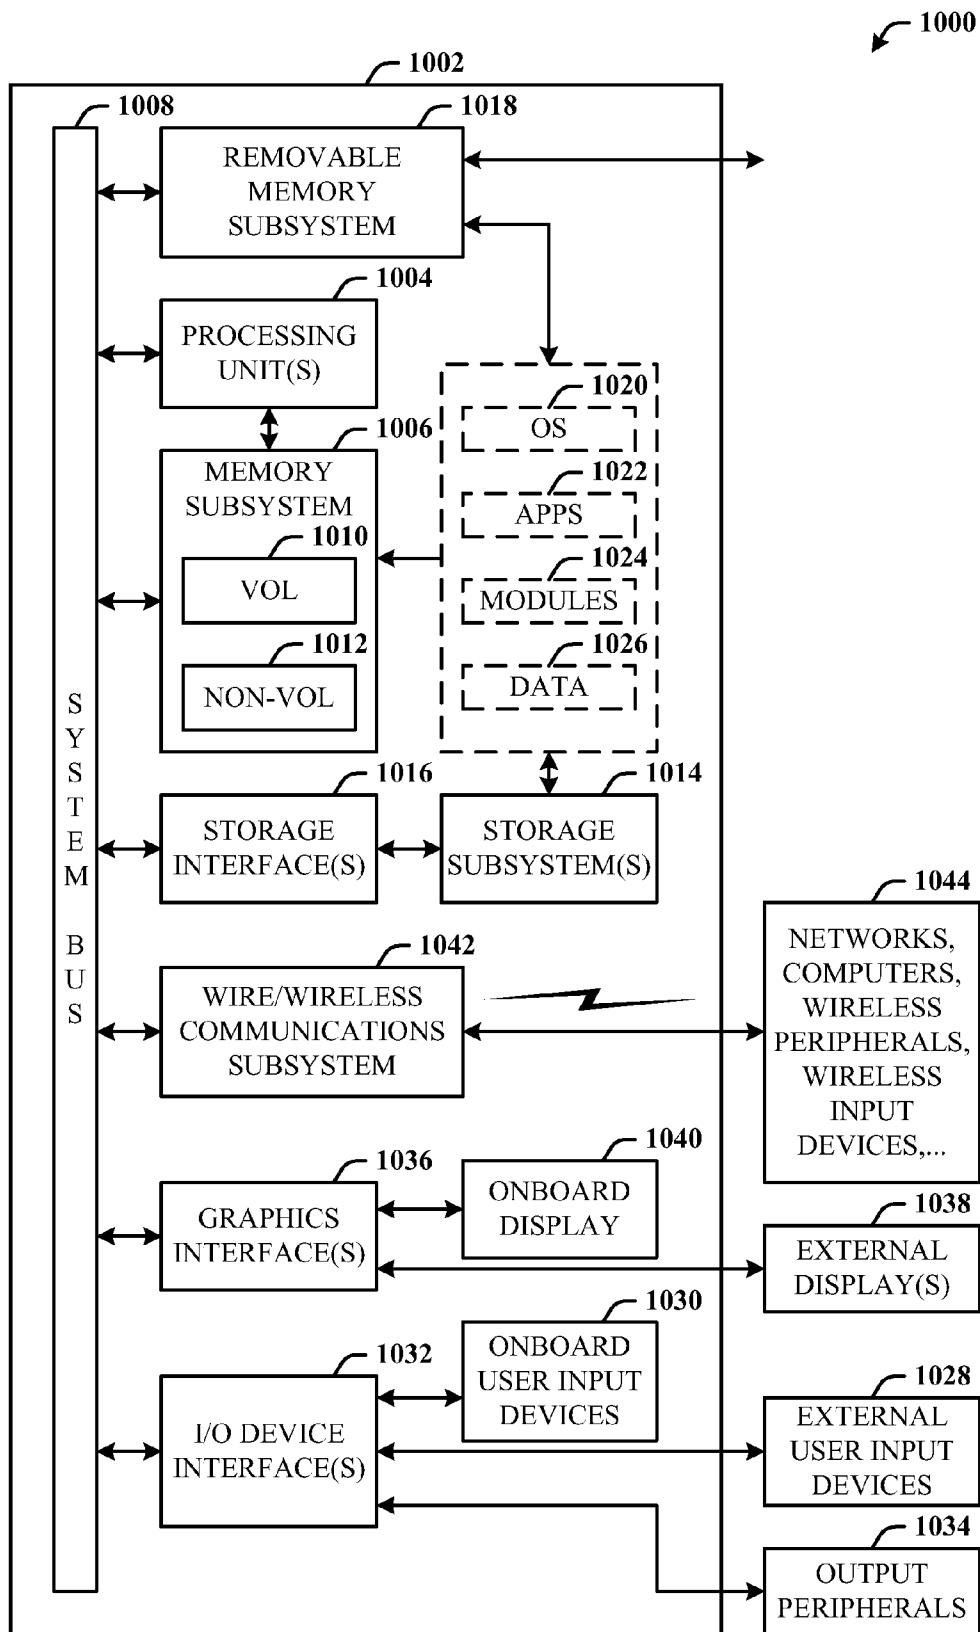 1000
1002
1008
1018
REMOVABLE
MEMORY
SUBSYSTEM
1004
PROCESSING
UNIT(S)
1006
MEMORY
SUBSYSTEM
1010
VOL
1012
NON-VOL
1020
OS
1022
APPS
1024
MODULES
1026
DATA
SYSTEM BUS
1016
STORAGE
INTERFACE(S)
1014
STORAGE
SUBSYSTEM(S)
1042
WIRE/WIRELESS
COMMUNICATIONS
SUBSYSTEM
1044
NETWORKS,
COMPUTERS,
WIRELESS
PERIPHERALS,
WIRELESS
INPUT
DEVICES,...
1036
GRAPHICS
INTERFACE(S)
1040
ONBOARD
DISPLAY
1038
EXTERNAL
DISPLAY(S)
1032
I/O DEVICE
INTERFACE(S)
1030
ONBOARD
USER INPUT
DEVICES
1028
EXTERNAL
USER INPUT
DEVICES
1034
OUTPUT
PERIPHERALS